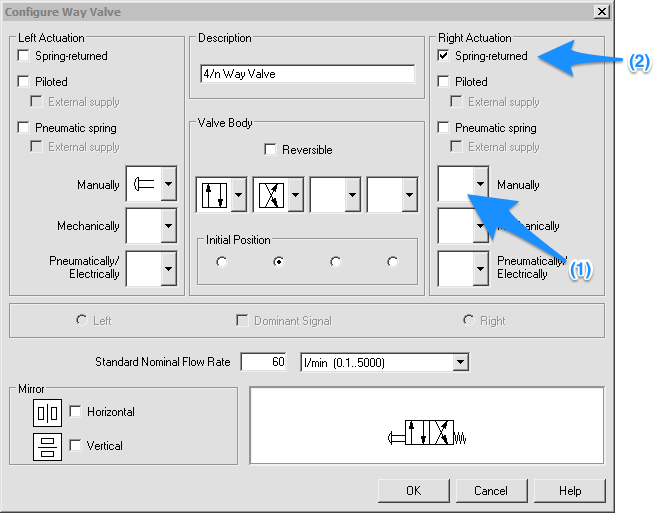 Configure Way Valve
Left Actuation
Spring-returned
Piloted
External supply
Pneumatic spring
External supply
Manually
Mechanically
Pneumatically/
Electrically
Description
4/n Way Valve
Valve Body
Reversible
Initial Position
Right Actuation
Spring-returned
(2)
Piloted
External supply
Pneumatic spring
External supply
Manually
Mechanically
(1)
Pneumatically/
Electrically
Left
Dominant Signal
Right
Standard Nominal Flow Rate 60 l/min (0.1..5000)
Mirror
Horizontal
Vertical
OK Cancel Help